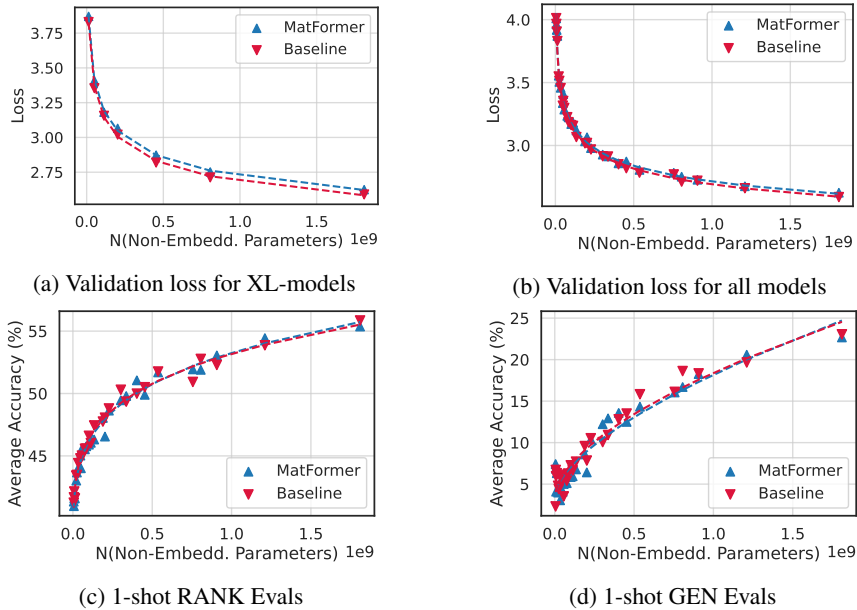 3.75
3.50
3.25
3.00
2.75
Loss
MatFormer
Baseline
0.0 0.5 1.0 1.5
N(Non-Embedd. Parameters) 1e9
(a) Validation loss for XL-models
4.0
3.5
3.0
Loss
MatFormer
Baseline
0.0 0.5 1.0 1.5
N(Non-Embedd. Parameters) 1e9
(b) Validation loss for all models
55
50
45
Average Accuracy (%)
MatFormer
Baseline
0.0 0.5 1.0 1.5
N(Non-Embedd. Parameters) 1e9
(c) 1-shot RANK Evals
25
20
15
10
5
Average Accuracy (%)
MatFormer
Baseline
0.0 0.5 1.0 1.5
N(Non-Embedd. Parameters) 1e9
(d) 1-shot GEN Evals